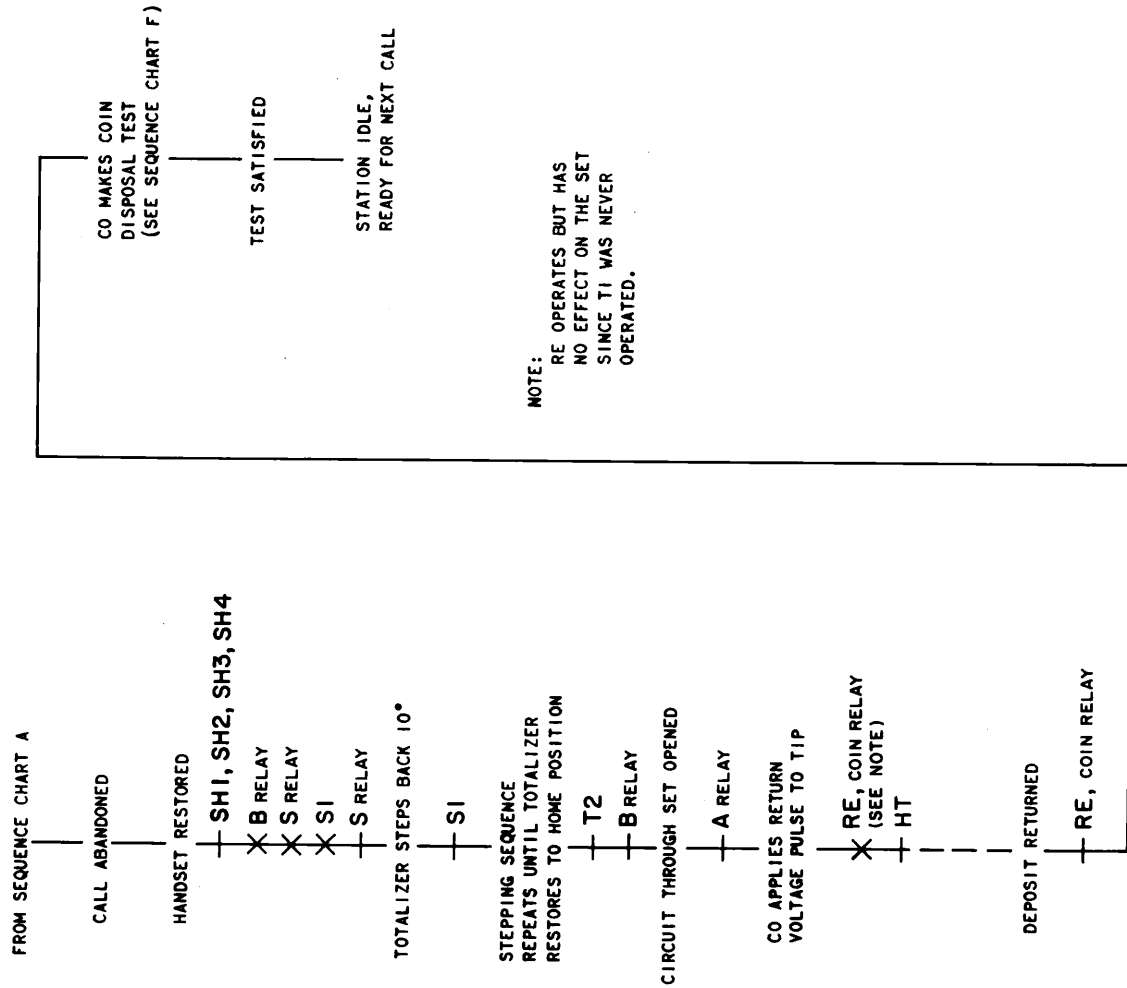 FROM SEQUENCE CHART A
CALL ABANDONED
HANDSET RESTORED
SH1, SH2, SH3, SH4
B RELAY
S RELAY
S1
S RELAY
TOTALIZER STEPS BACK 10°
S1
STEPPING SEQUENCE
REPEATS UNTIL TOTALIZER
RESTORES TO HOME POSITION
T2
B RELAY
CIRCUIT THROUGH SET OPENED
A RELAY
CO APPLIES RETURN
VOLTAGE PULSE TO TIP
RE, COIN RELAY
(SEE NOTE)
HT
DEPOSIT RETURNED
RE, COIN RELAY
CO MAKES COIN
DISPOSAL TEST
(SEE SEQUENCE CHART F)
TEST SATISFIED
STATION IDLE,
READY FOR NEXT CALL
NOTE:
RE OPERATES BUT HAS
NO EFFECT ON THE SET
SINCE T1 WAS NEVER
OPERATED.